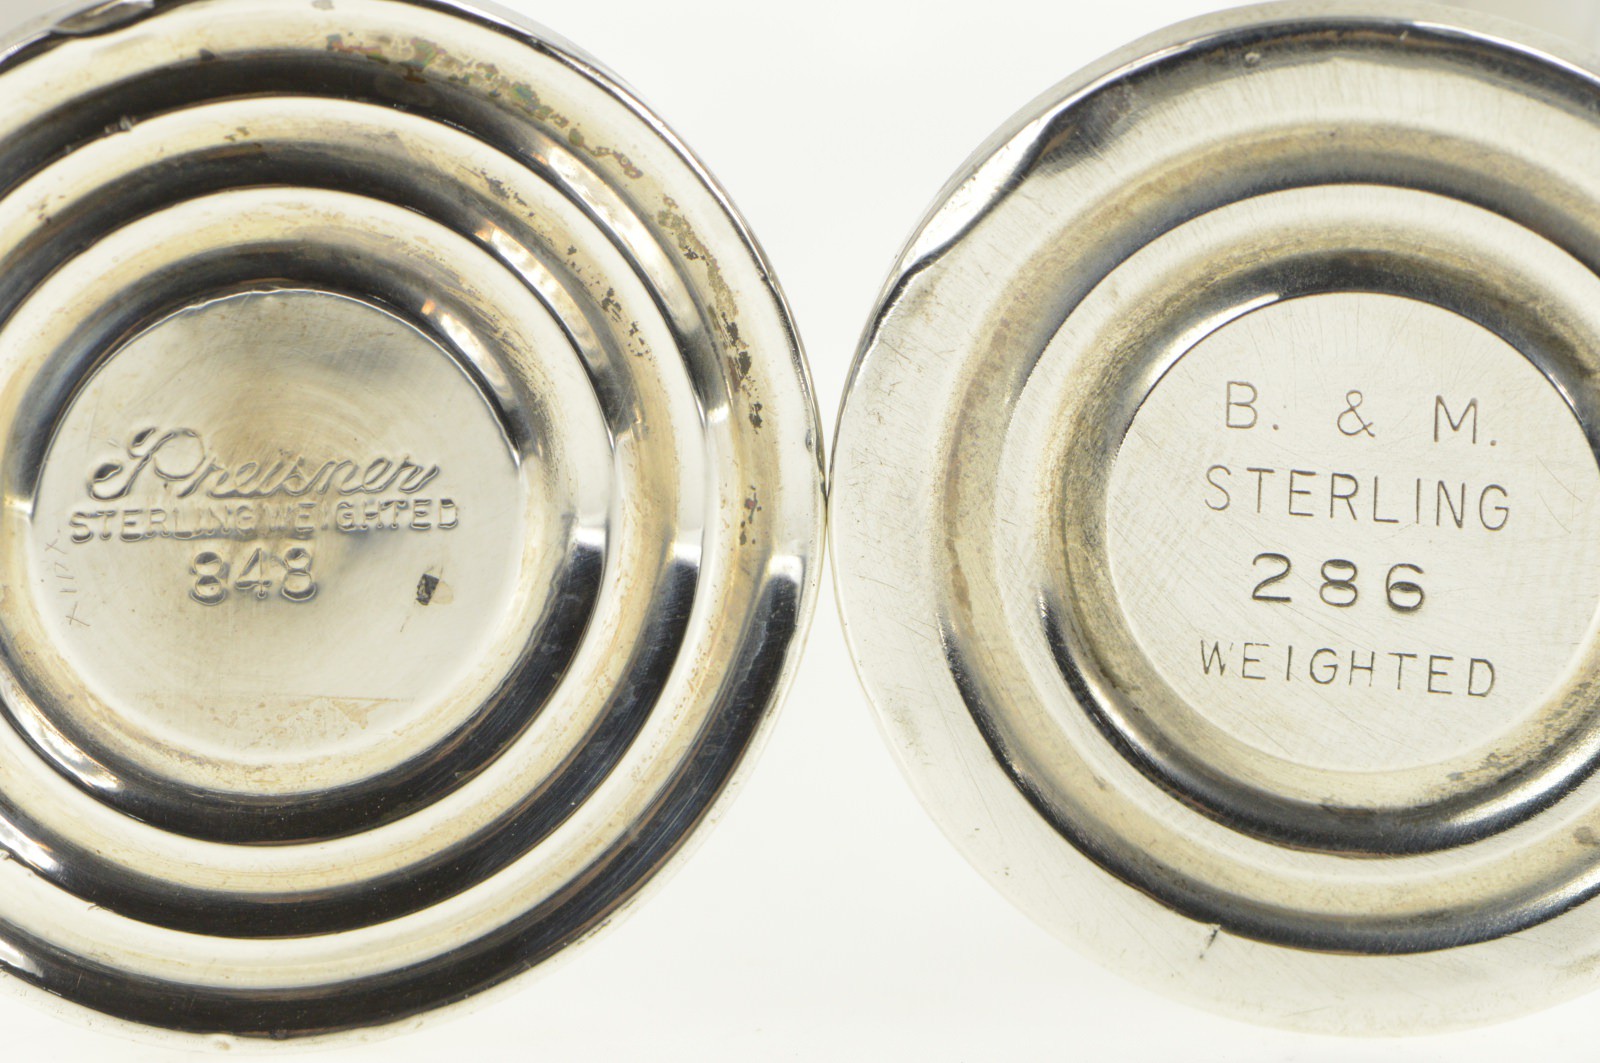 Preisner
STERLING WEIGHTED
848
B. & M.
STERLING
286
WEIGHTED